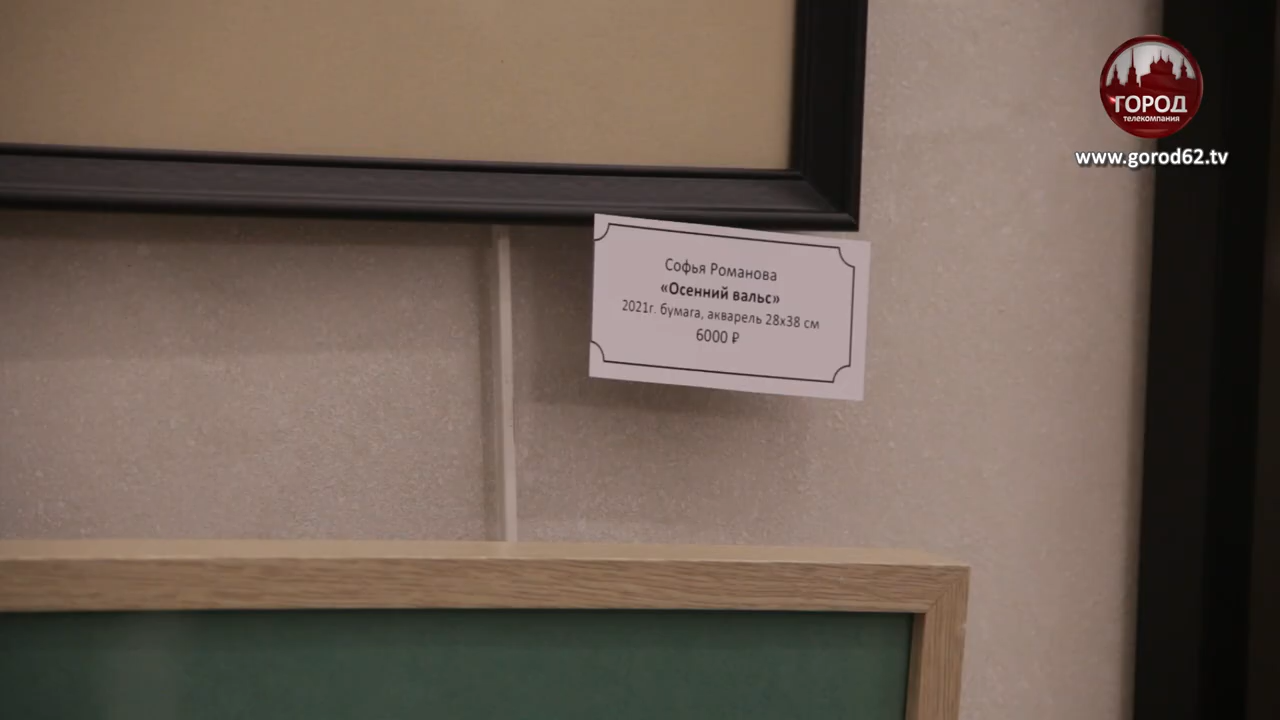 ГОРОД
телекомпания
www.gorod62.tv
Софья Романова
«Осенний вальс»
2021г. бумага, акварель 28х38 см
6000 ₽